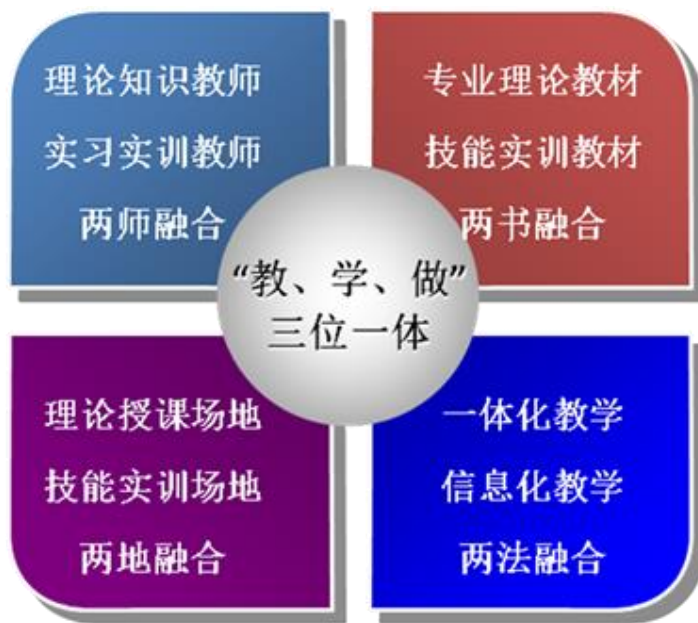 理论知识教师
实习实训教师
两师融合
专业理论教材
技能实训教材
两书融合
“教、学、做”
三位一体
理论授课场地
技能实训场地
两地融合
一体化教学
信息化教学
两法融合